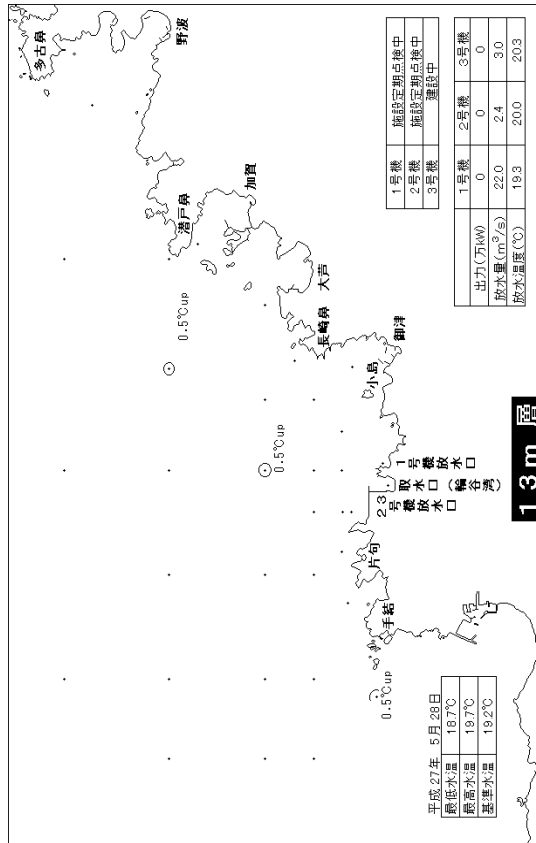 多古鼻
野波
潜戸鼻
加賀
大芦
長崎鼻
御津
小島
1号機放水口
取水口(輪谷湾)
2 3号機放水口
片句
手結
0.5℃up
0.5℃up
0.5℃up
13m 層
1号機 施設定期点検中
2号機 施設定期点検中
3号機 建設中
1号機 2号機 3号機
出力(万kW) 0 0 0
放水量(m³/s) 22.0 2.4 3.0
放水温度(℃) 19.3 20.0 20.3
平成 27年 5月 28日
最低水温 18.7℃
最高水温 19.7℃
基準水温 19.2℃